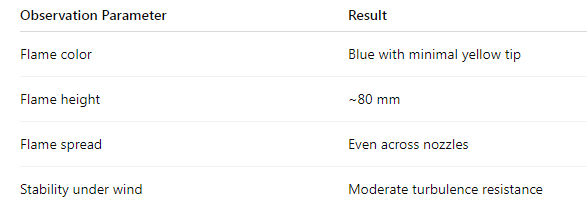 Observation Parameter Result
Flame color Blue with minimal yellow tip
Flame height ~80 mm
Flame spread Even across nozzles
Stability under wind Moderate turbulence resistance